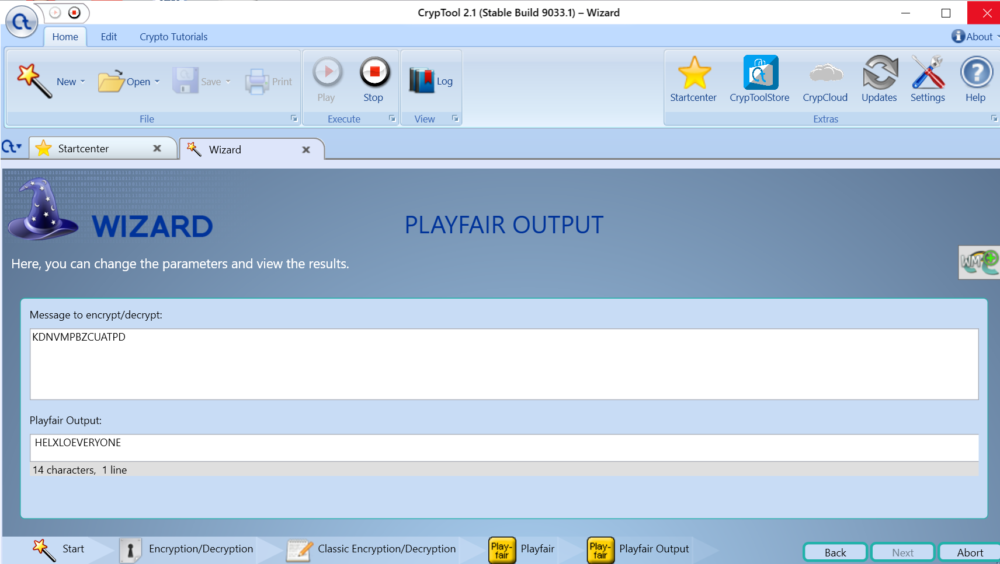 CrypTool 2.1 (Stable Build 9033.1) – Wizard
Home Edit Crypto Tutorials About
New Open Save Print Play Stop Log Startcenter CrypToolStore CrypCloud Updates Settings Help
File Execute View Extras
Startcenter Wizard
WIZARD
PLAYFAIR OUTPUT
Here, you can change the parameters and view the results.
WM
Message to encrypt/decrypt:
KDNVMPBZCUATPD
Playfair Output:
HELXLOEVERYONE
14 characters, 1 line
Start Encryption/Decryption Classic Encryption/Decryption Play-fair Playfair Play-fair Playfair Output
Back Next Abort